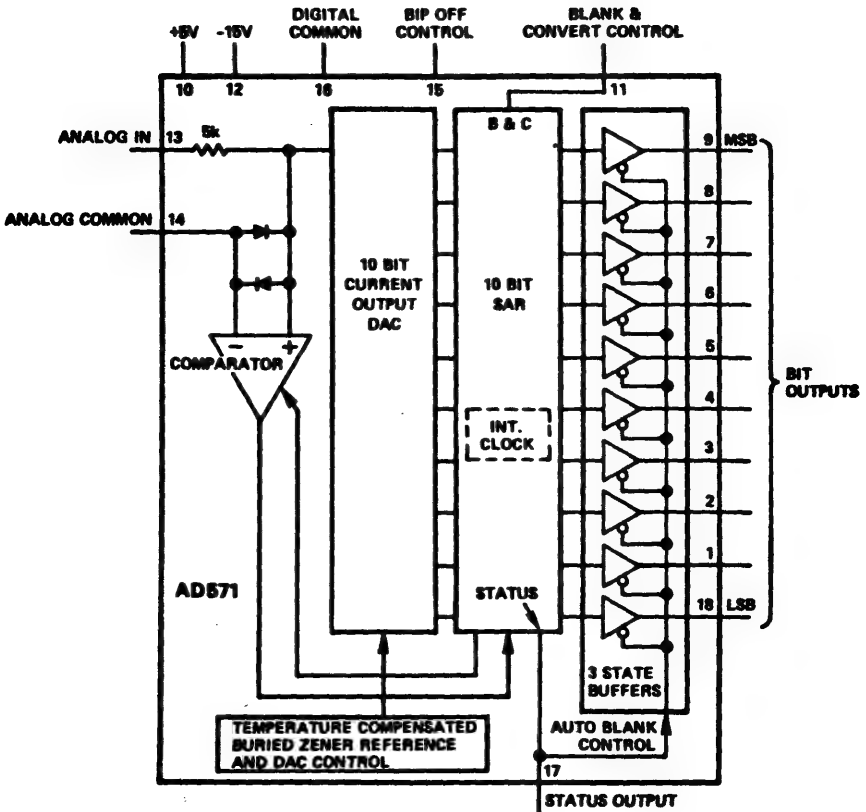 DIGITAL
COMMON
BIP OFF
CONTROL
BLANK &
CONVERT CONTROL
+5V
-15V
10
12
16
15
11
ANALOG IN
13
5k
B & C
9
MSB
ANALOG COMMON
14
8
7
10 BIT
CURRENT
OUTPUT
DAC
10 BIT
SAR
6
5
BIT
OUTPUTS
- +
COMPARATOR
4
INT.
CLOCK
3
2
1
AD571
STATUS
18
LSB
3 STATE
BUFFERS
TEMPERATURE COMPENSATED
BURIED ZENER REFERENCE
AND DAC CONTROL
AUTO BLANK
CONTROL
17
STATUS OUTPUT